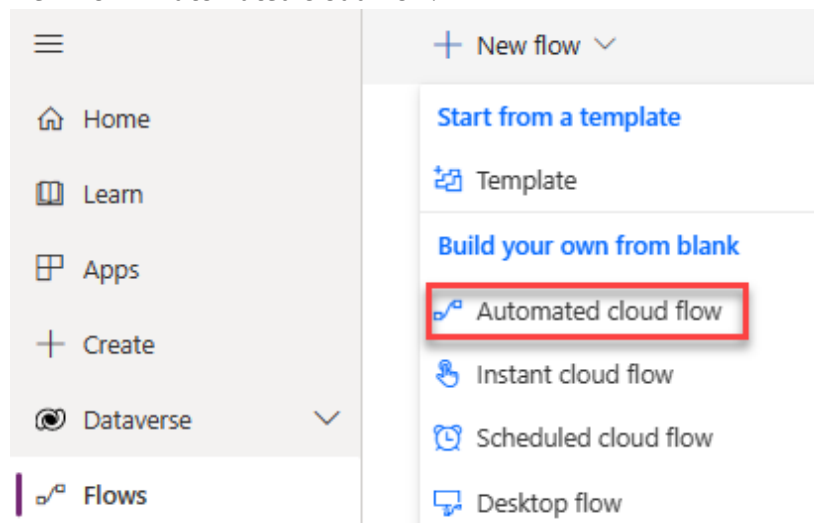 New flow
Home
Learn
Apps
Create
Dataverse
Flows
Start from a template
Template
Build your own from blank
Automated cloud flow
Instant cloud flow
Scheduled cloud flow
Desktop flow